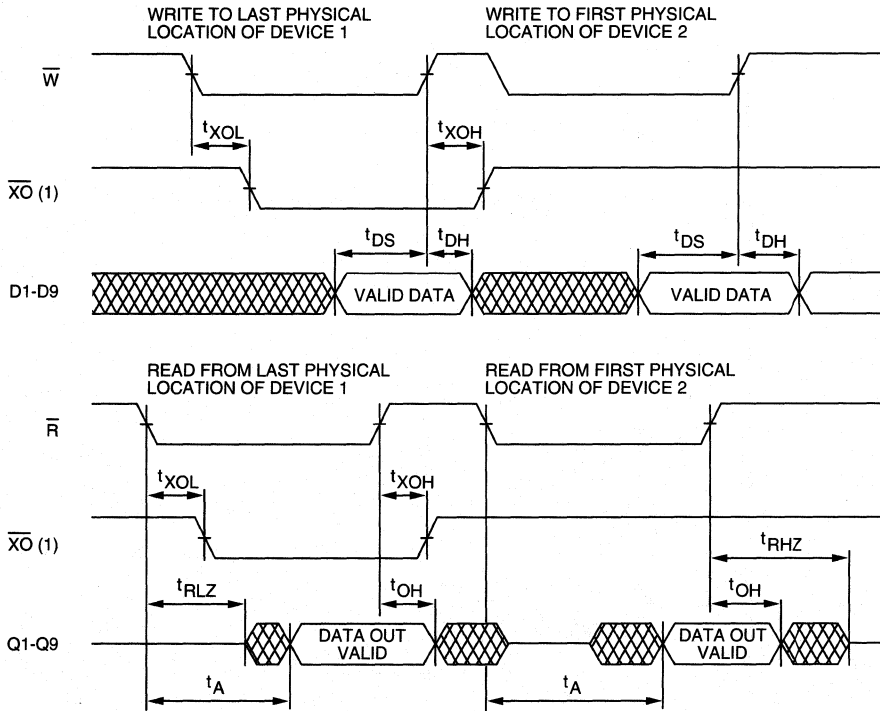 WRITE TO LAST PHYSICAL
LOCATION OF DEVICE 1
WRITE TO FIRST PHYSICAL
LOCATION OF DEVICE 2
W̅
tXOL
tXOH
X̅O̅ (1)
tDS
tDH
tDS
tDH
D1-D9
VALID DATA
VALID DATA
READ FROM LAST PHYSICAL
LOCATION OF DEVICE 1
READ FROM FIRST PHYSICAL
LOCATION OF DEVICE 2
R̅
tXOL
tXOH
X̅O̅ (1)
tRHZ
tRLZ
tOH
tOH
Q1-Q9
DATA OUT
VALID
DATA OUT
VALID
tA
tA